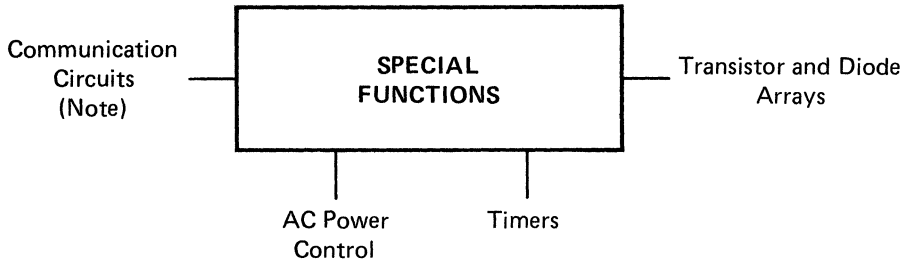 Communication
Circuits
(Note)
SPECIAL
FUNCTIONS
Transistor and Diode
Arrays
AC Power
Control
Timers